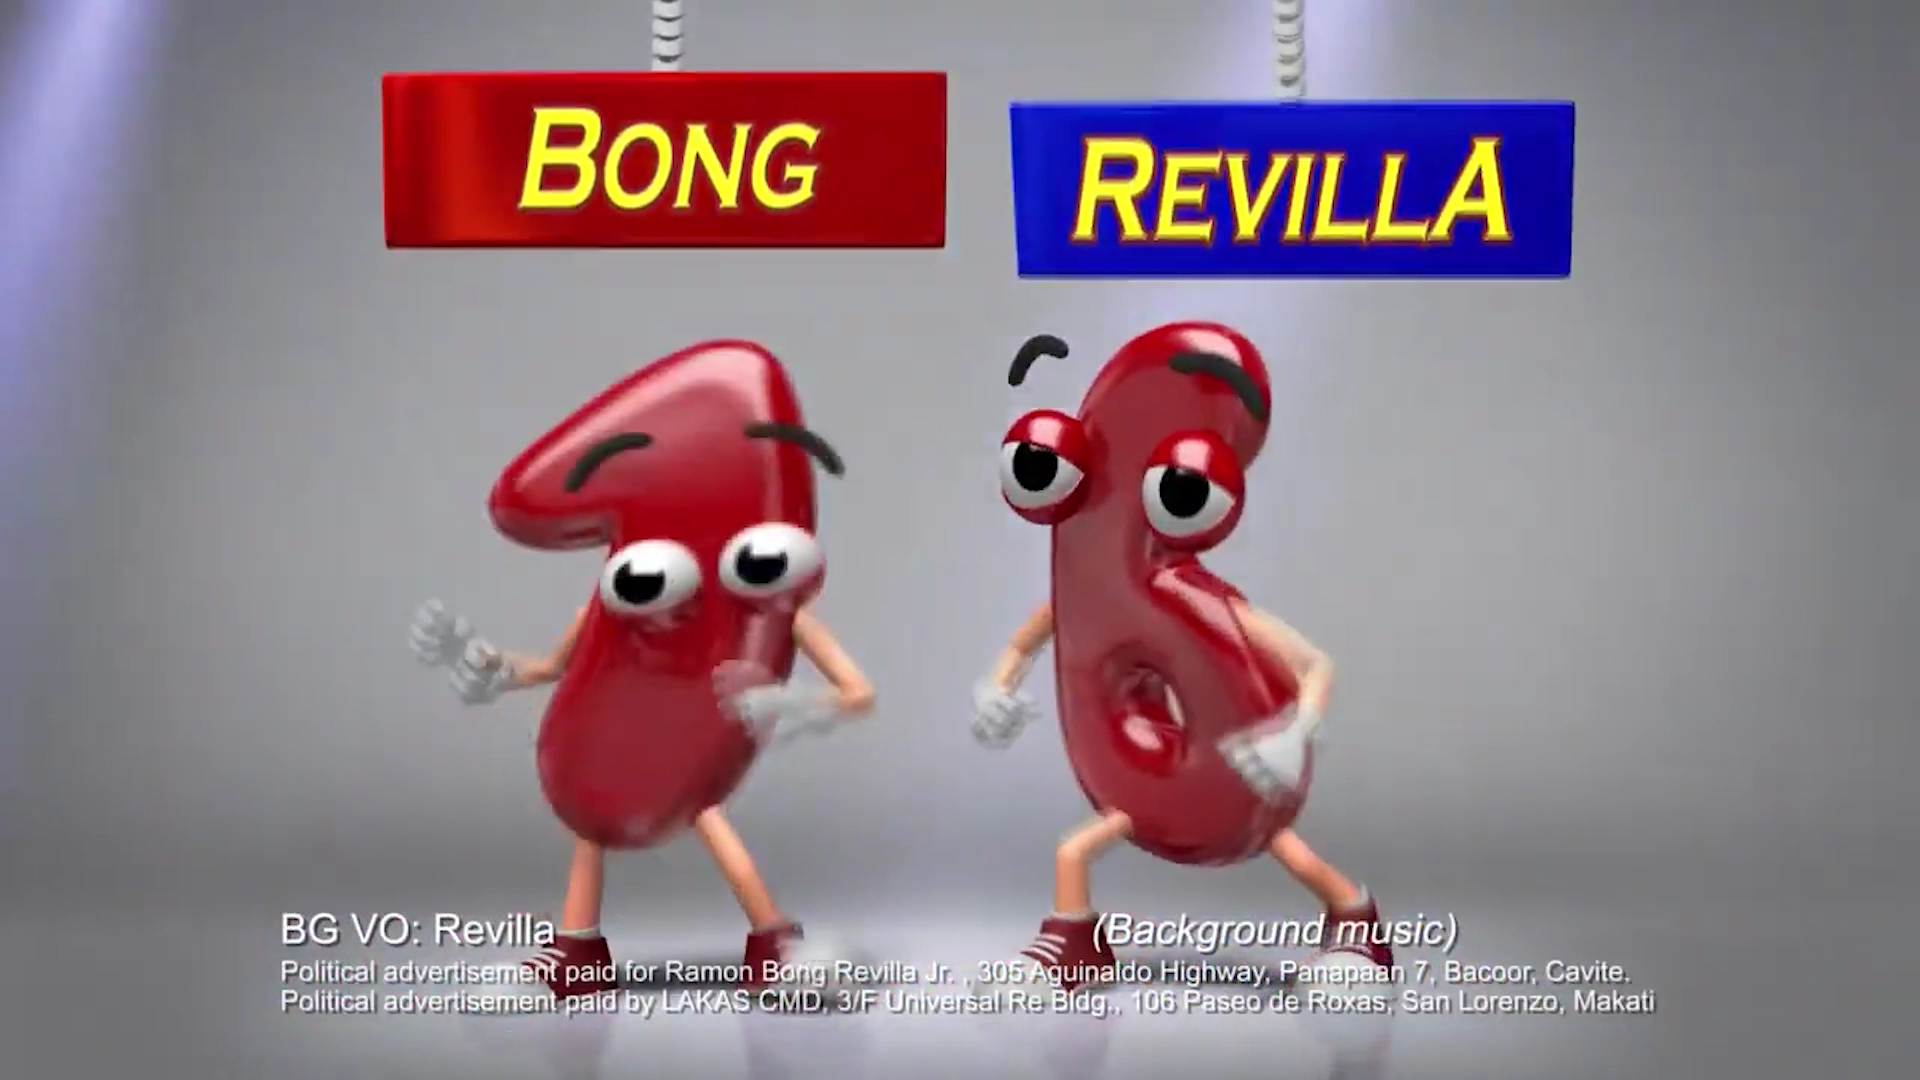 BONG
REVILLA
16
BG VO: Revilla
(Background music)
Political advertisement paid for Ramon Bong Revilla Jr. , 305 Aguinaldo Highway, Panapaan 7, Bacoor, Cavite.
Political advertisement paid by LAKAS CMD, 3/F Universal Re Bldg., 106 Paseo de Roxas, San Lorenzo, Makati